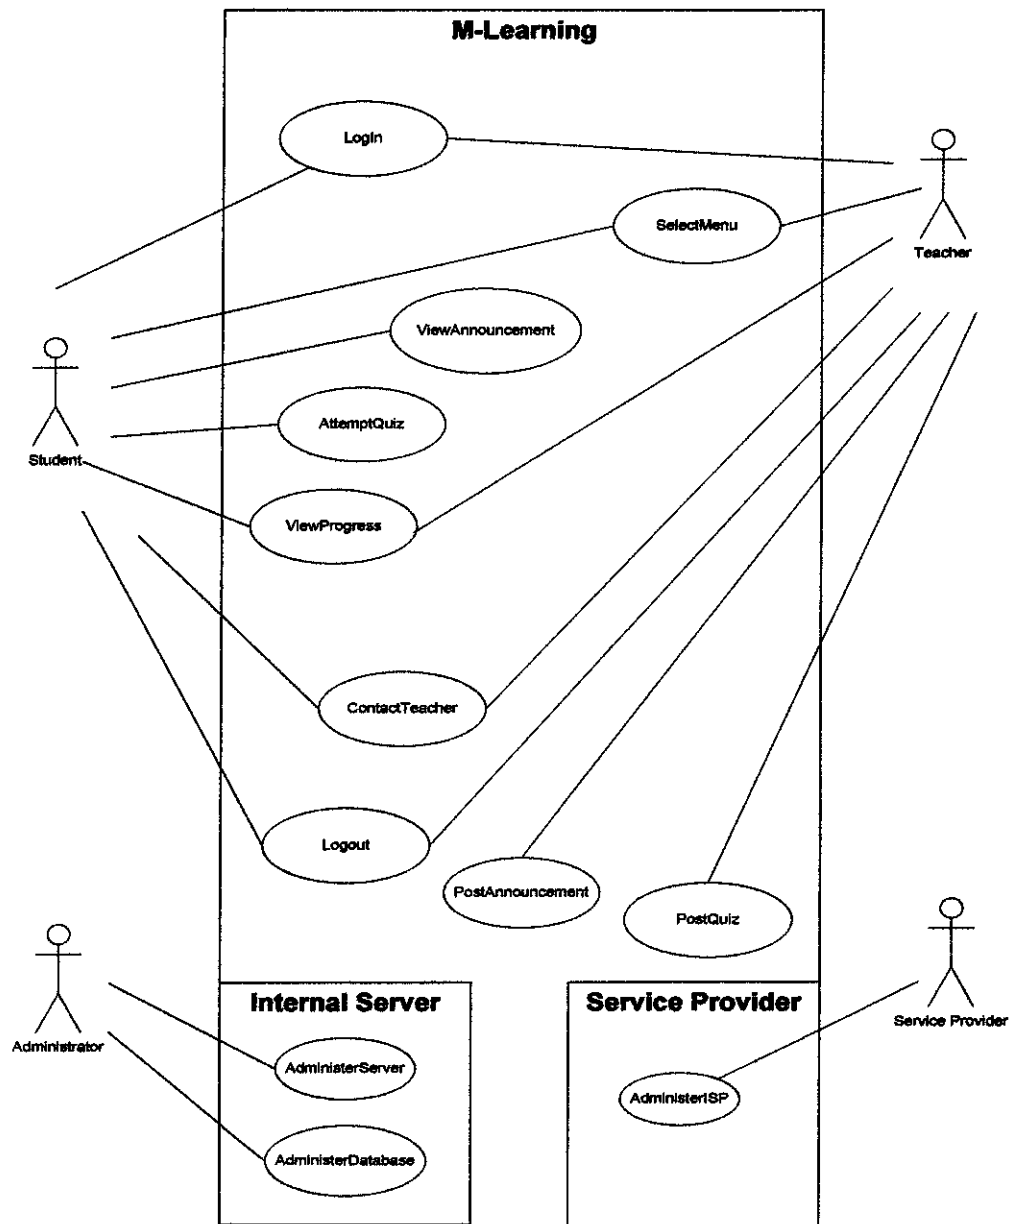 M-Learning
LogIn
SelectMenu
Teacher
ViewAnnouncement
AttemptQuiz
Student
ViewProgress
ContactTeacher
Logout
PostAnnouncement
PostQuiz
Internal Server
Service Provider
Service Provider
Administrator
AdministerServer
AdministerISP
AdministerDatabase